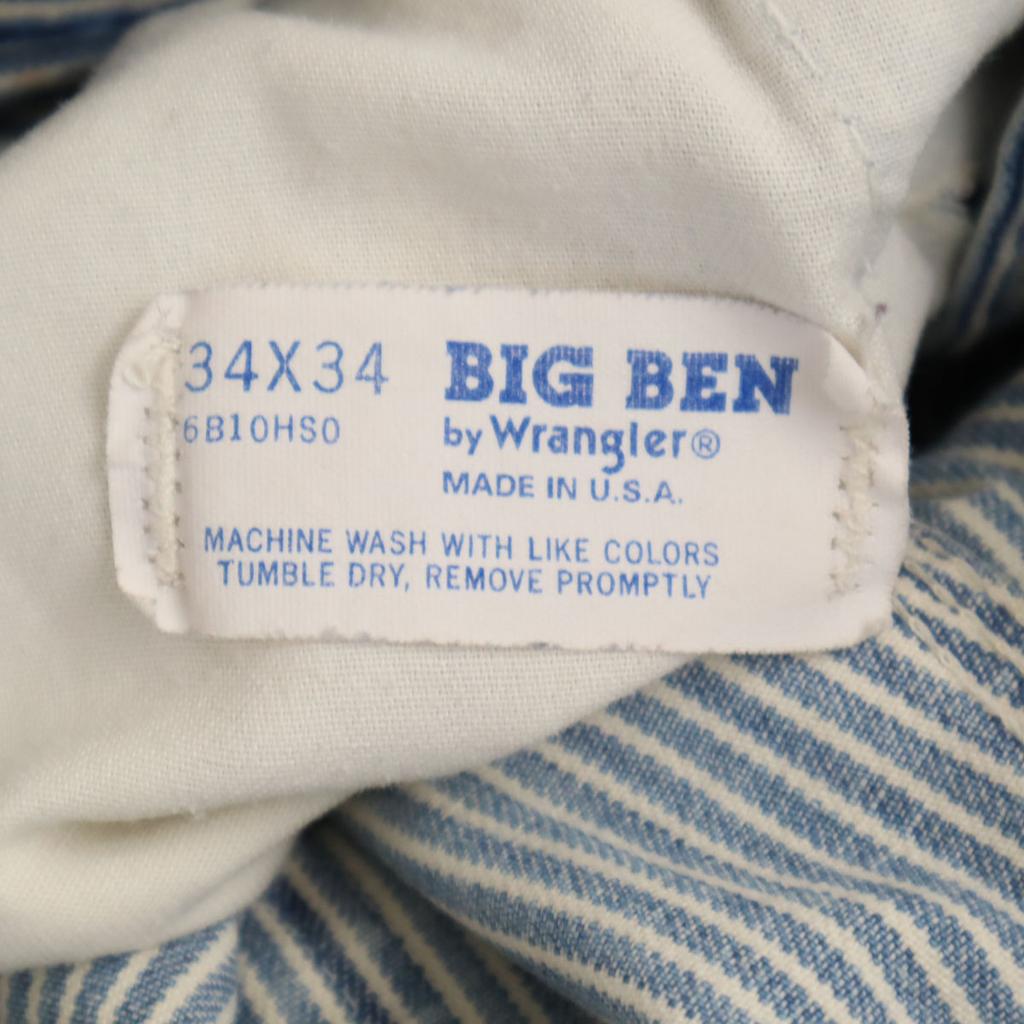 34X34
6B10HS0
BIG BEN
by Wrangler®
MADE IN U.S.A.
MACHINE WASH WITH LIKE COLORS
TUMBLE DRY, REMOVE PROMPTLY